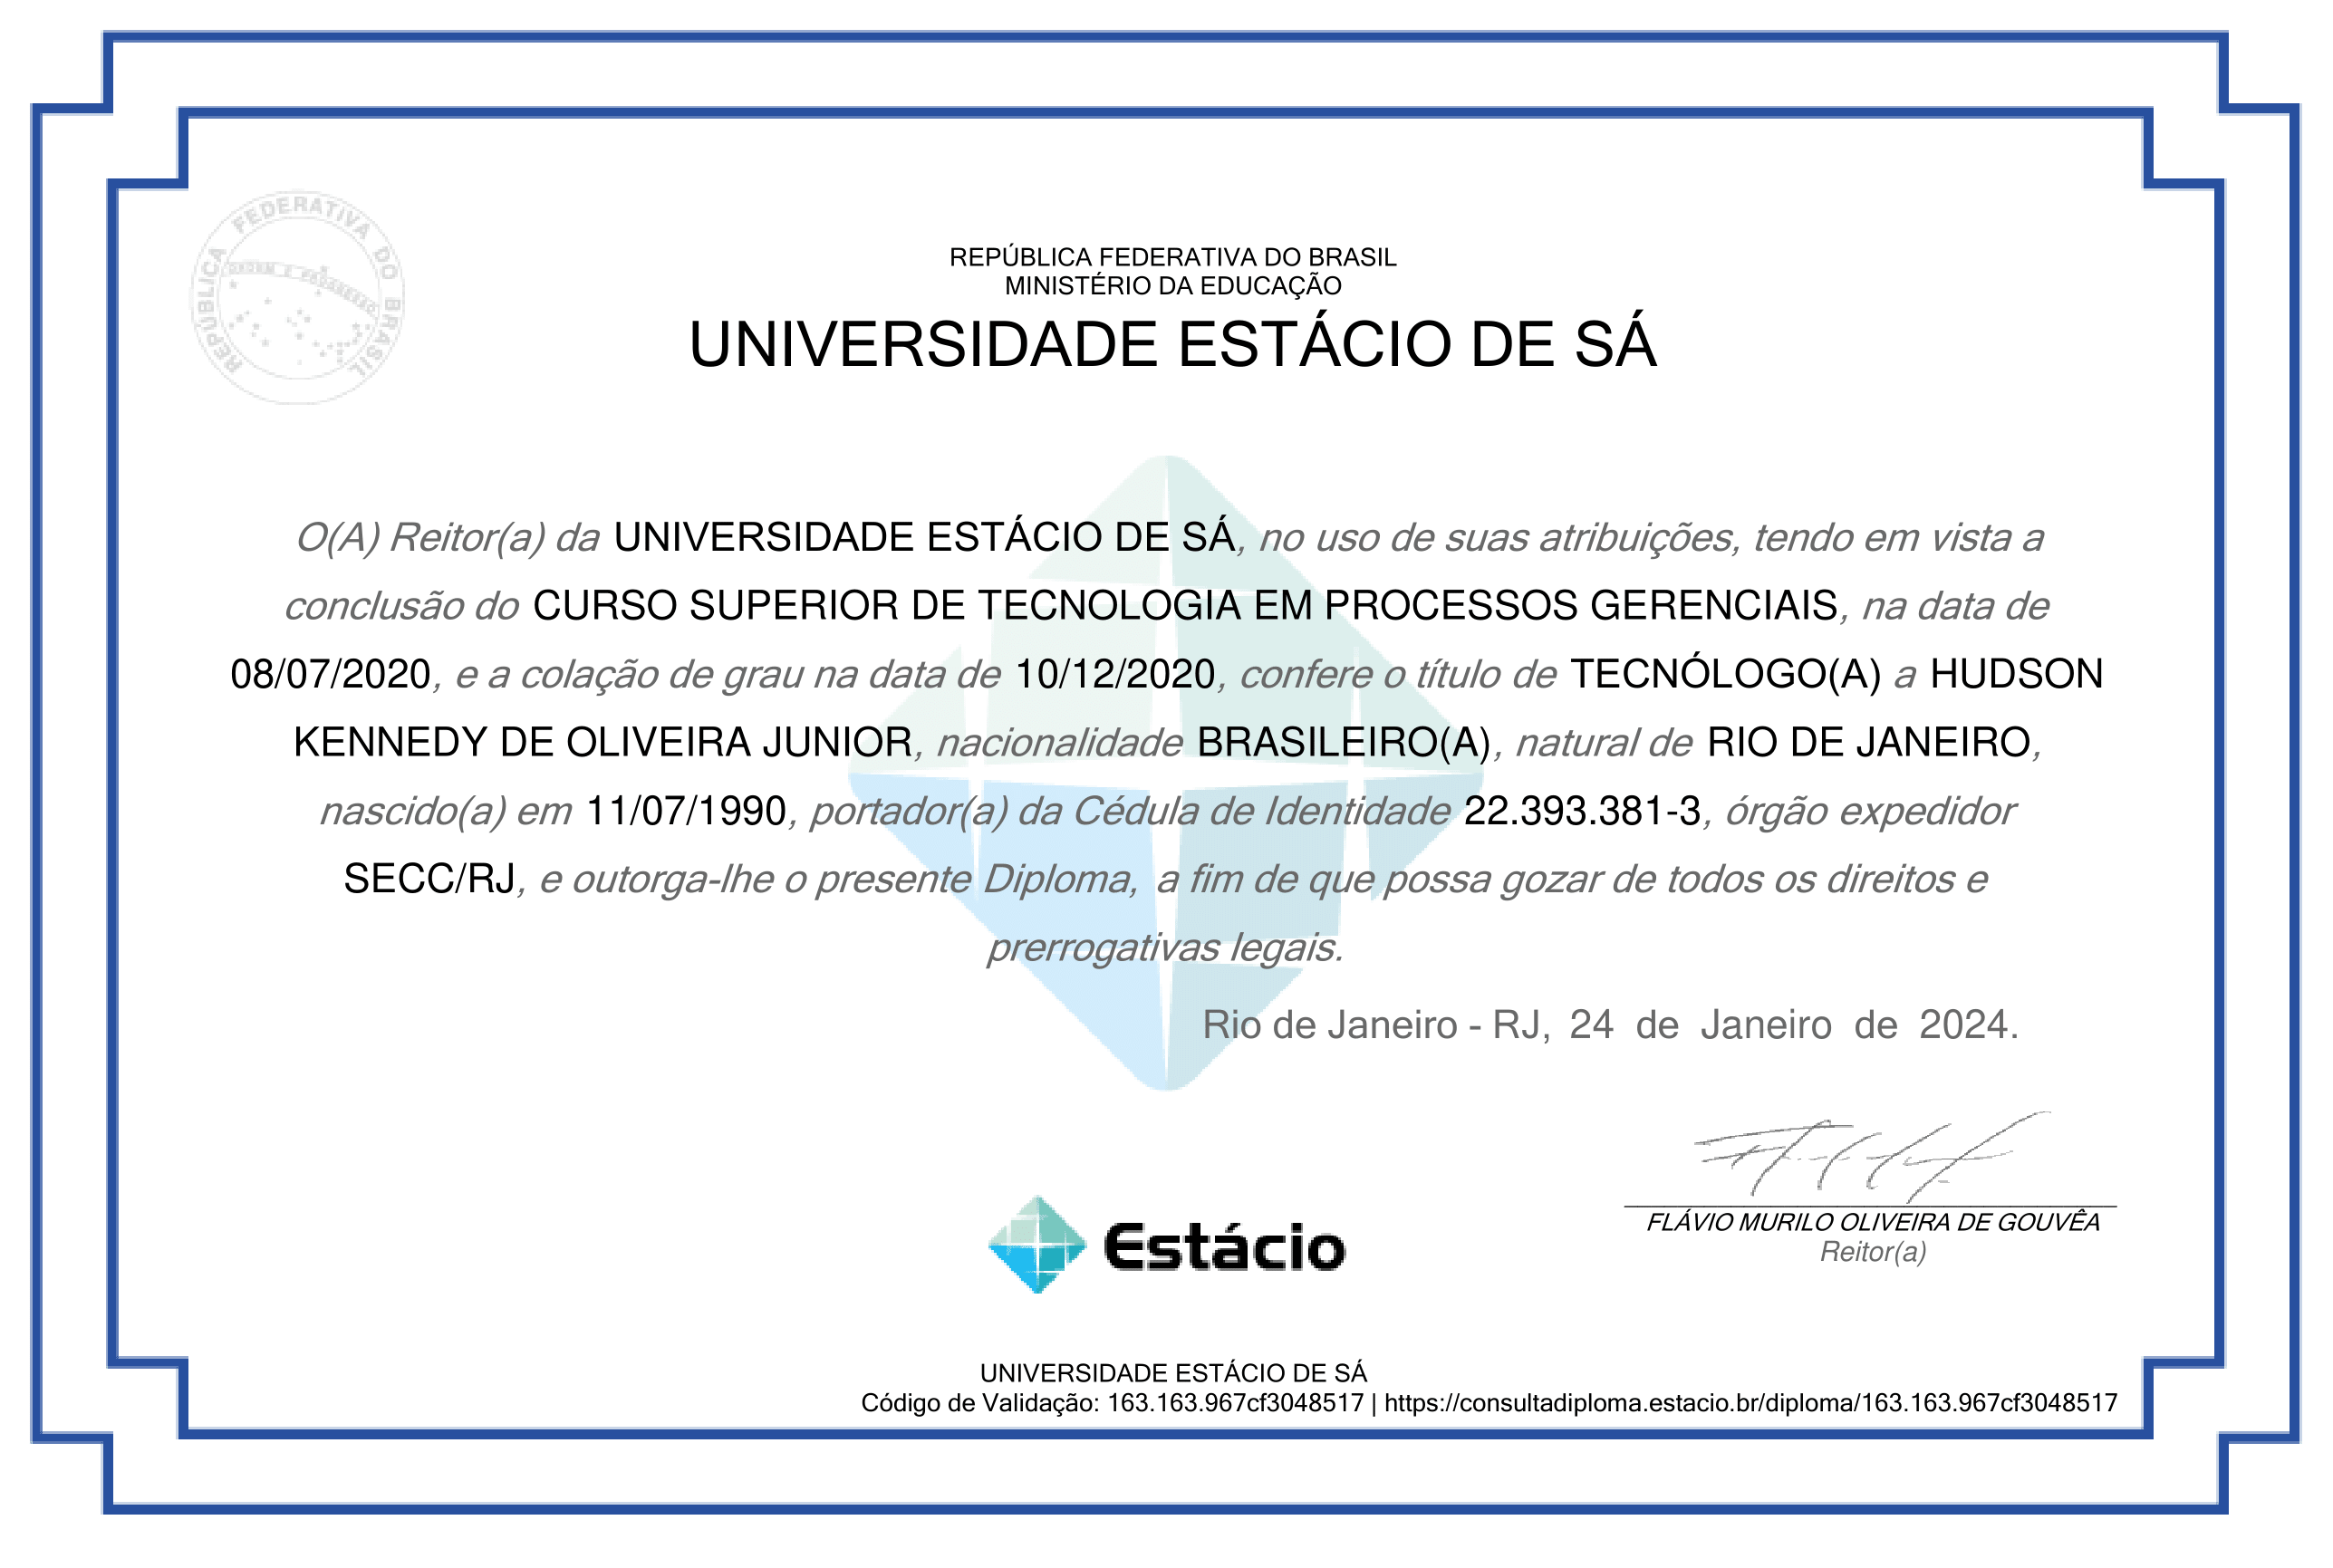 REPÚBLICA FEDERATIVA DO BRASIL
ORDEM E PROGRESSO
REPÚBLICA FEDERATIVA DO BRASIL
MINISTÉRIO DA EDUCAÇÃO
UNIVERSIDADE ESTÁCIO DE SÁ
O(A) Reitor(a) da UNIVERSIDADE ESTÁCIO DE SÁ, no uso de suas atribuições, tendo em vista a
conclusão do CURSO SUPERIOR DE TECNOLOGIA EM PROCESSOS GERENCIAIS, na data de
08/07/2020, e a colação de grau na data de 10/12/2020, confere o título de TECNÓLOGO(A) a HUDSON
KENNEDY DE OLIVEIRA JUNIOR, nacionalidade BRASILEIRO(A), natural de RIO DE JANEIRO,
nascido(a) em 11/07/1990, portador(a) da Cédula de Identidade 22.393.381-3, órgão expedidor
SECC/RJ, e outorga-lhe o presente Diploma, a fim de que possa gozar de todos os direitos e
prerrogativas legais.
Rio de Janeiro - RJ, 24 de Janeiro de 2024.
FLÁVIO MURILO OLIVEIRA DE GOUVÊA
Reitor(a)
Estácio
UNIVERSIDADE ESTÁCIO DE SÁ
Código de Validação: 163.163.967cf3048517 | https://consultadiploma.estacio.br/diploma/163.163.967cf3048517